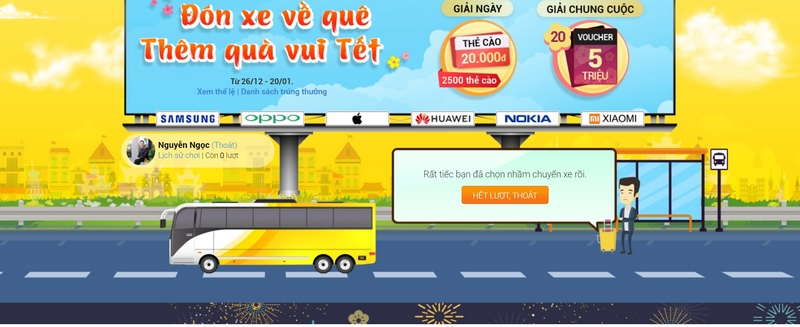 Đón xe về quê
Thêm quà vui Tết
Từ 26/12 - 20/01.
Xem thể lệ | Danh sách trúng thưởng
GIẢI NGÀY
THẺ CÀO
20.000đ
2500 thẻ cào
GIẢI CHUNG CUỘC
20
VOUCHER
5
TRIỆU
SAMSUNG
oppo
HUAWEI
NOKIA
mi XIAOMI
Nguyễn Ngọc (Thoát)
Lịch sử chơi | Còn 0 lượt
Rất tiếc bạn đã chọn nhầm chuyến xe rồi.
HẾT LƯỢT, THOÁT